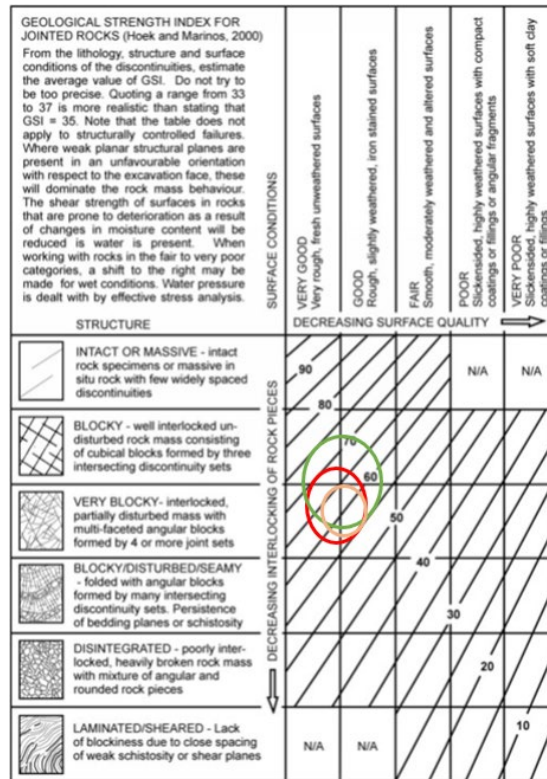 GEOLOGICAL STRENGTH INDEX FOR
JOINTED ROCKS (Hoek and Marinos, 2000)
From the lithology, structure and surface
conditions of the discontinuities, estimate
the average value of GSI. Do not try to
be too precise. Quoting a range from 33
to 37 is more realistic than stating that
GSI = 35. Note that the table does not
apply to structurally controlled failures.
Where weak planar structural planes are
present in an unfavourable orientation
with respect to the excavation face, these
will dominate the rock mass behaviour.
The shear strength of surfaces in rocks
that are prone to deterioration as a result
of changes in moisture content will be
reduced is water is present. When
working with rocks in the fair to very poor
categories, a shift to the right may be
made for wet conditions. Water pressure
is dealt with by effective stress analysis.
STRUCTURE
SURFACE CONDITIONS
VERY GOOD
Very rough, fresh unweathered surfaces
GOOD
Rough, slightly weathered, iron stained surfaces
FAIR
Smooth, moderately weathered and altered surfaces
POOR
Slickensided, highly weathered surfaces with compact
coatings or fillings or angular fragments
VERY POOR
Slickensided, highly weathered surfaces with soft clay
coatings or fillings
DECREASING SURFACE QUALITY
DECREASING INTERLOCKING OF ROCK PIECES
INTACT OR MASSIVE - intact
rock specimens or massive in
situ rock with few widely spaced
discontinuities
BLOCKY - well interlocked un-
disturbed rock mass consisting
of cubical blocks formed by three
intersecting discontinuity sets
VERY BLOCKY- interlocked,
partially disturbed mass with
multi-faceted angular blocks
formed by 4 or more joint sets
BLOCKY/DISTURBED/SEAMY
- folded with angular blocks
formed by many intersecting
discontinuity sets. Persistence
of bedding planes or schistosity
DISINTEGRATED - poorly inter-
locked, heavily broken rock mass
with mixture of angular and
rounded rock pieces
LAMINATED/SHEARED - Lack
of blockiness due to close spacing
of weak schistosity or shear planes
90
80
70
60
50
40
30
20
10
N/A
N/A
N/A
N/A